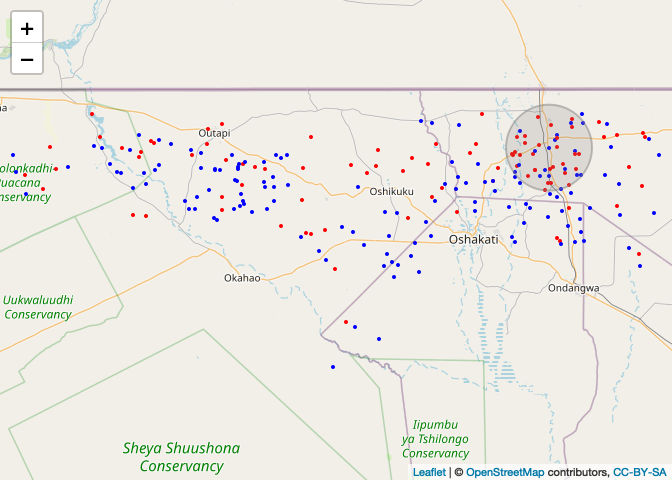 +
−
Outapi
olonkadhi
uacana
nservancy
Oshikuku
Oshakati
Okahao
Ondangwa
Uukwaluudhi
Conservancy
Iipumbu
ya Tshilongo
Conservancy
Sheya Shuushona
Conservancy
Leaflet | © OpenStreetMap contributors, CC-BY-SA